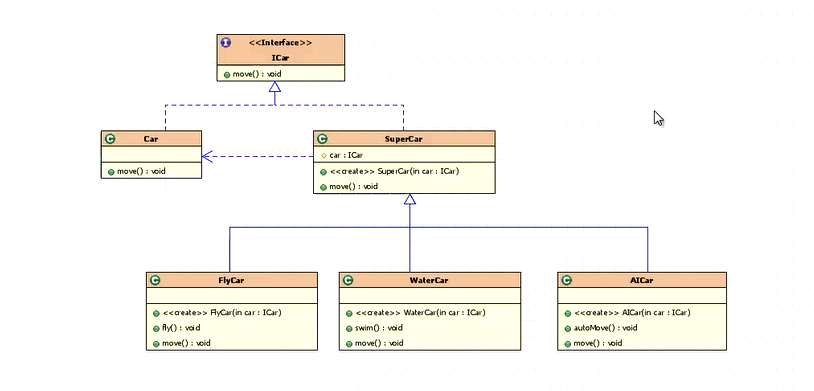 <<Interface>>
ICar
move() : void
Car
move() : void
SuperCar
car : ICar
<<create>> SuperCar(in car : ICar)
move() : void
FlyCar
<<create>> FlyCar(in car : ICar)
fly() : void
move() : void
WaterCar
<<create>> WaterCar(in car : ICar)
swim() : void
move() : void
AICar
<<create>> AICar(in car : ICar)
autoMove() : void
move() : void